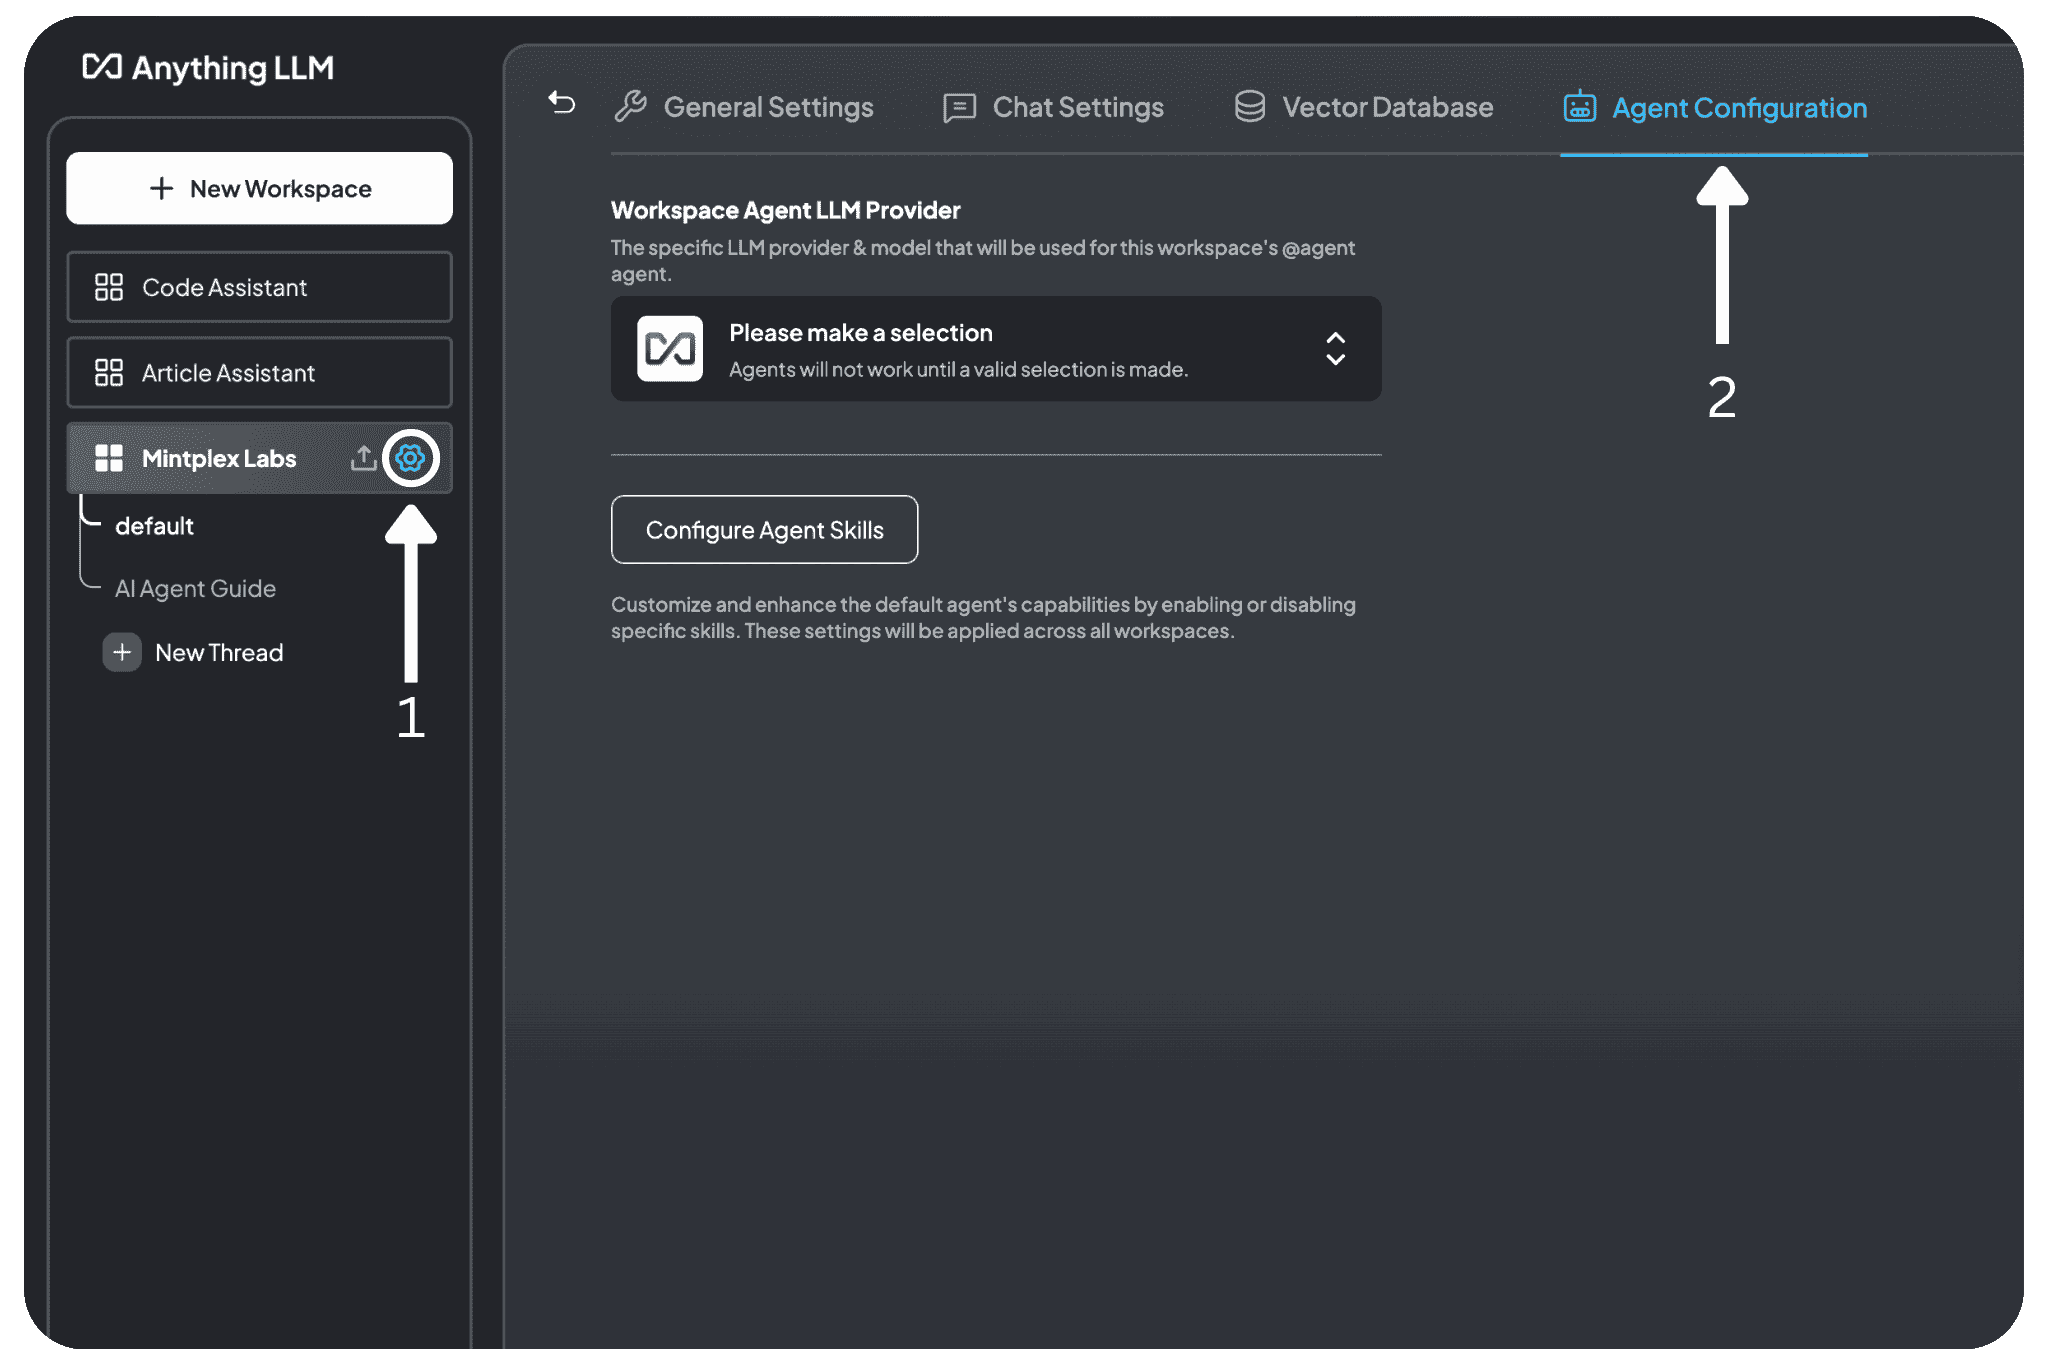 Anything LLM
New Workspace
Code Assistant
Article Assistant
Mintplex Labs
default
AI Agent Guide
New Thread
1
General Settings
Chat Settings
Vector Database
Agent Configuration
Workspace Agent LLM Provider
The specific LLM provider & model that will be used for this workspace's @agent
agent.
Please make a selection
Agents will not work until a valid selection is made.
2
Configure Agent Skills
Customize and enhance the default agent's capabilities by enabling or disabling
specific skills. These settings will be applied across all workspaces.